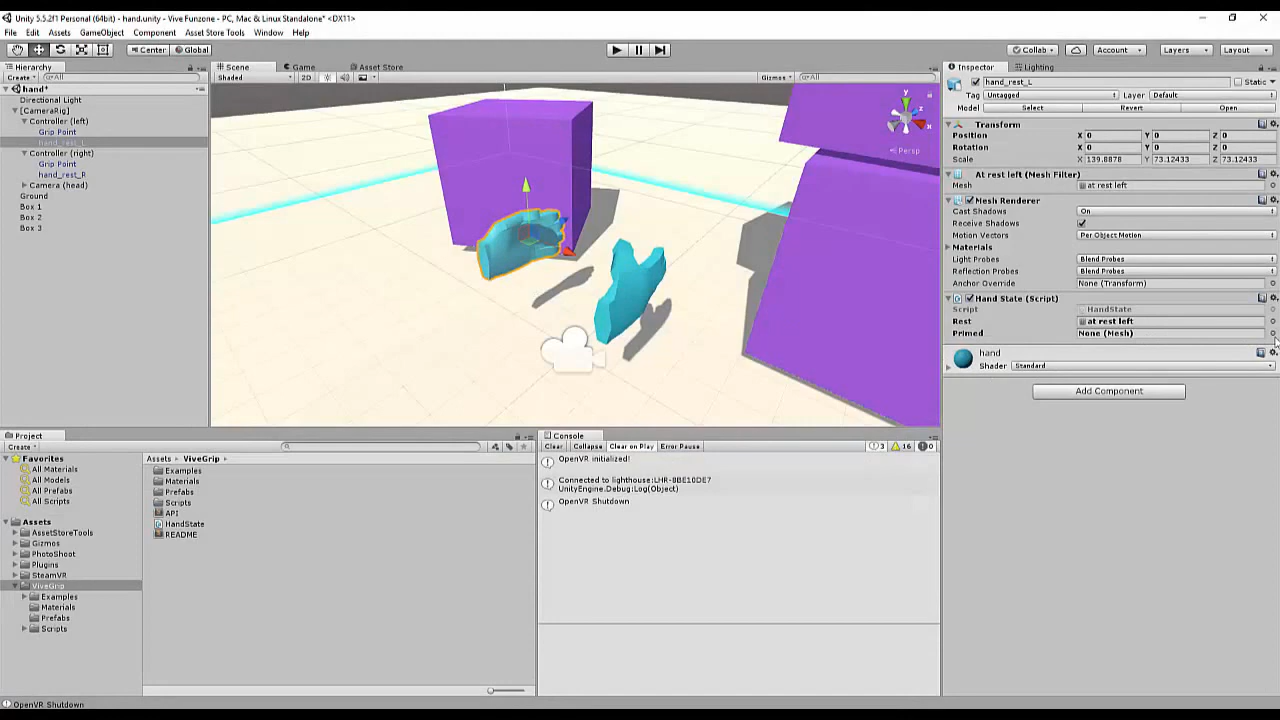 Unity 5.5.2f1 Personal (64bit) - hand.unity - Vive Funzone - PC, Mac & Linux Standalone* <DX11>
File Edit Assets GameObject Component Asset Store Tools Window Help
Center Global Collab Account Layers Layout
Hierarchy
Create All
hand*
Directional Light
[CameraRig]
Controller (left)
Grip Point
hand_rest_L
Controller (right)
Grip Point
hand_rest_R
Camera (head)
Ground
Box 1
Box 2
Box 3
Scene Game Asset Store
Shaded 2D Gizmos All
y
x
z
Persp
Inspector Lighting
hand_rest_L Static
Tag Untagged Layer Default
Model Select Revert Open
Transform
Position X 0 Y 0 Z 0
Rotation X 0 Y 0 Z 0
Scale X 139.8878 Y 73.12433 Z 73.12433
At rest left (Mesh Filter)
Mesh at rest left
Mesh Renderer
Cast Shadows On
Receive Shadows
Motion Vectors Per Object Motion
Materials
Light Probes Blend Probes
Reflection Probes Blend Probes
Anchor Override None (Transform)
Hand State (Script)
Script HandState
Rest at rest left
Primed None (Mesh)
hand
Shader Standard
Add Component
Project
Create
Favorites
All Materials
All Models
All Prefabs
All Scripts
Assets
AssetStoreTools
Gizmos
PhotoShoot
Plugins
SteamVR
ViveGrip
Examples
Materials
Prefabs
Scripts
Assets ViveGrip
Examples
Materials
Prefabs
Scripts
API
HandState
README
Console
Clear Collapse Clear on Play Error Pause 3 16 0
OpenVR initialized!
Connected to lighthouse:LHR-8BE10DE7
UnityEngine.Debug:Log(Object)
OpenVR Shutdown
OpenVR Shutdown